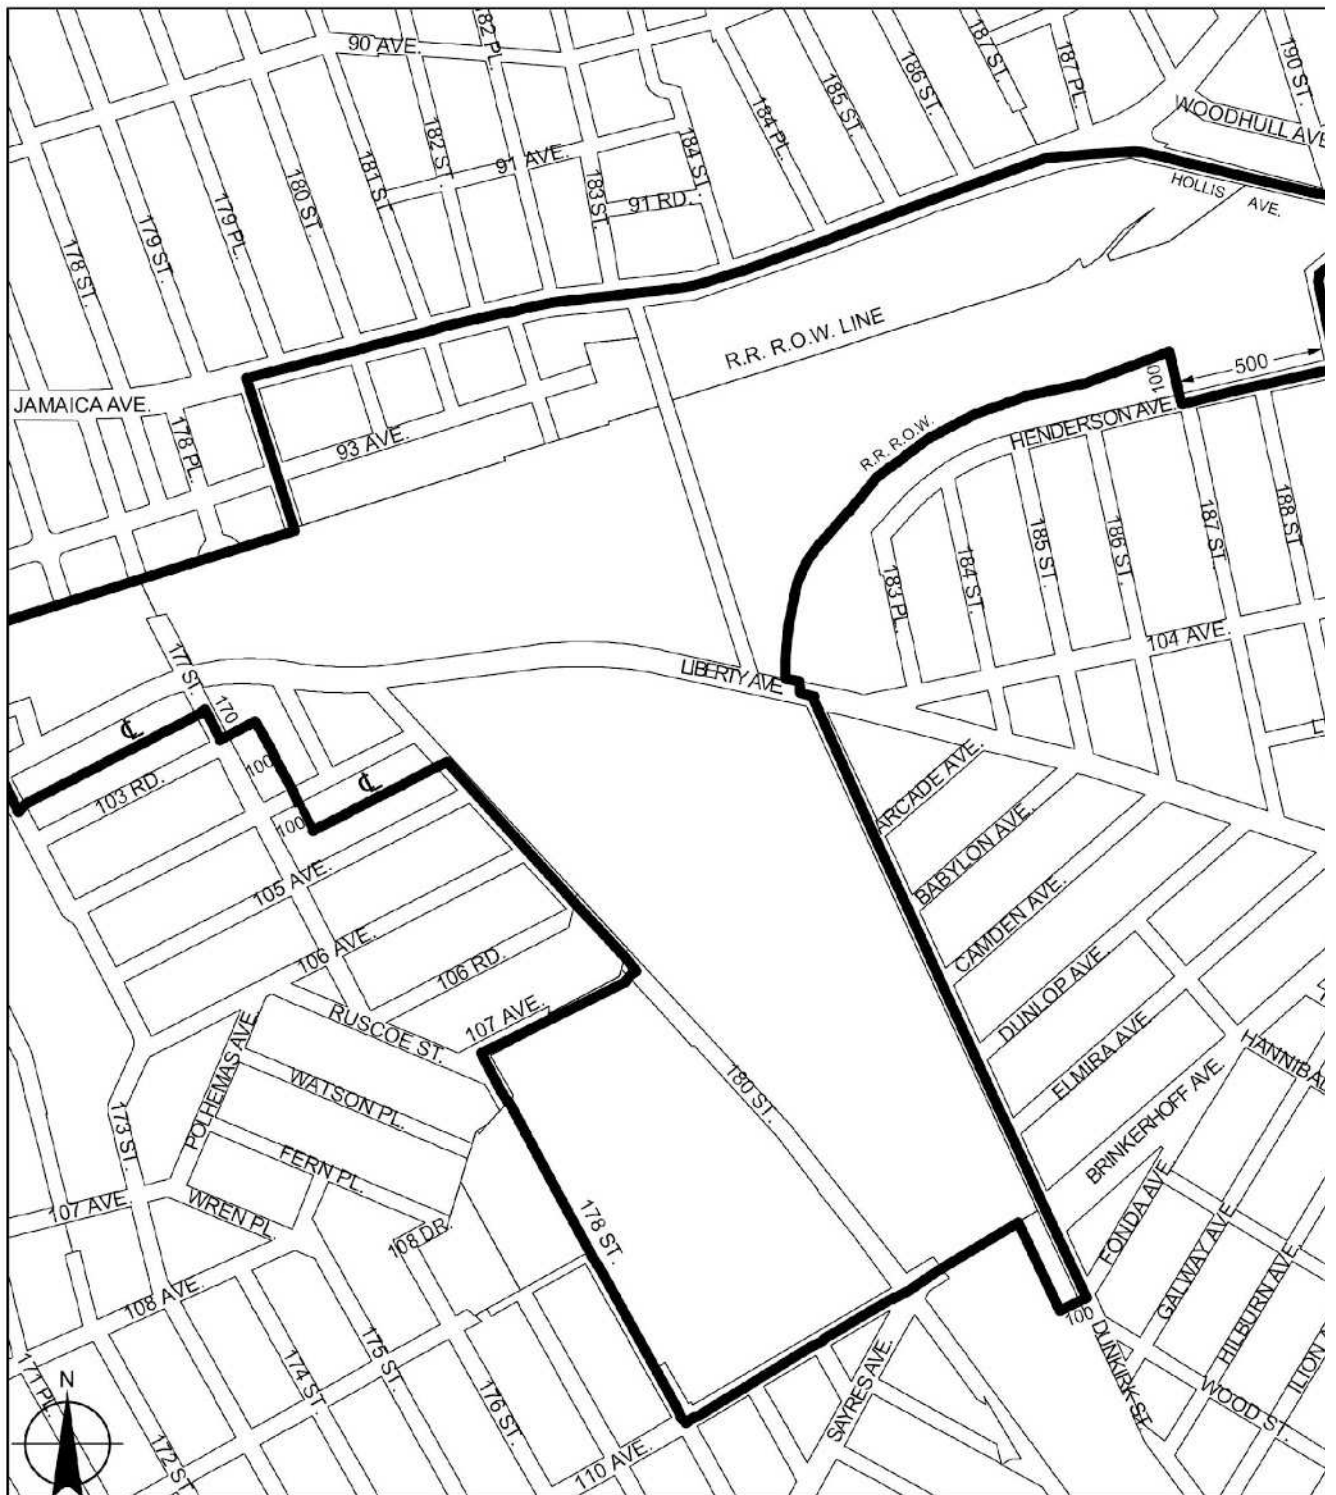 182 PL.
187 ST.
190 ST.
90 AVE.
187 PL.
186 ST.
185 ST.
184 PL.
WOODHULL AVE
182 ST.
91 AVE.
184 ST.
181 ST.
180 ST.
183 ST.
91 RD.
HOLLIS
AVE.
179 PL.
179 ST.
178 ST.
R.R. R.O.W. LINE
500
100
JAMAICA AVE.
178 PL.
93 AVE.
R.R. R.O.W.
HENDERSON AVE.
183 PL.
184 ST.
185 ST.
186 ST.
187 ST.
188 ST
104 AVE.
177 ST.
LIBERTY AVE
170
℄
103 RD.
100
℄
100
L
ARCADE AVE.
BABYLON AVE.
105 AVE.
CAMDEN AVE.
106 AVE.
106 RD.
DUNLOP AVE.
107 AVE.
RUSCOE ST.
ELMIRA AVE
HANNIBAL
POLHEMAS AVE
WATSON PL.
180 ST.
BRINKERHOFF AVE.
173 ST.
FERN PL.
FONDA AVE
107 AVE.
WREN PL.
108 DR.
178 ST.
GALWAY AVE
HILBURN AVE
108 AVE.
100
DUNKIRK ST.
ILION A
175 ST.
174 ST.
SAYRES AVE.
171 PL.
N
176 ST.
WOOD ST.
172 ST
110 AVE.